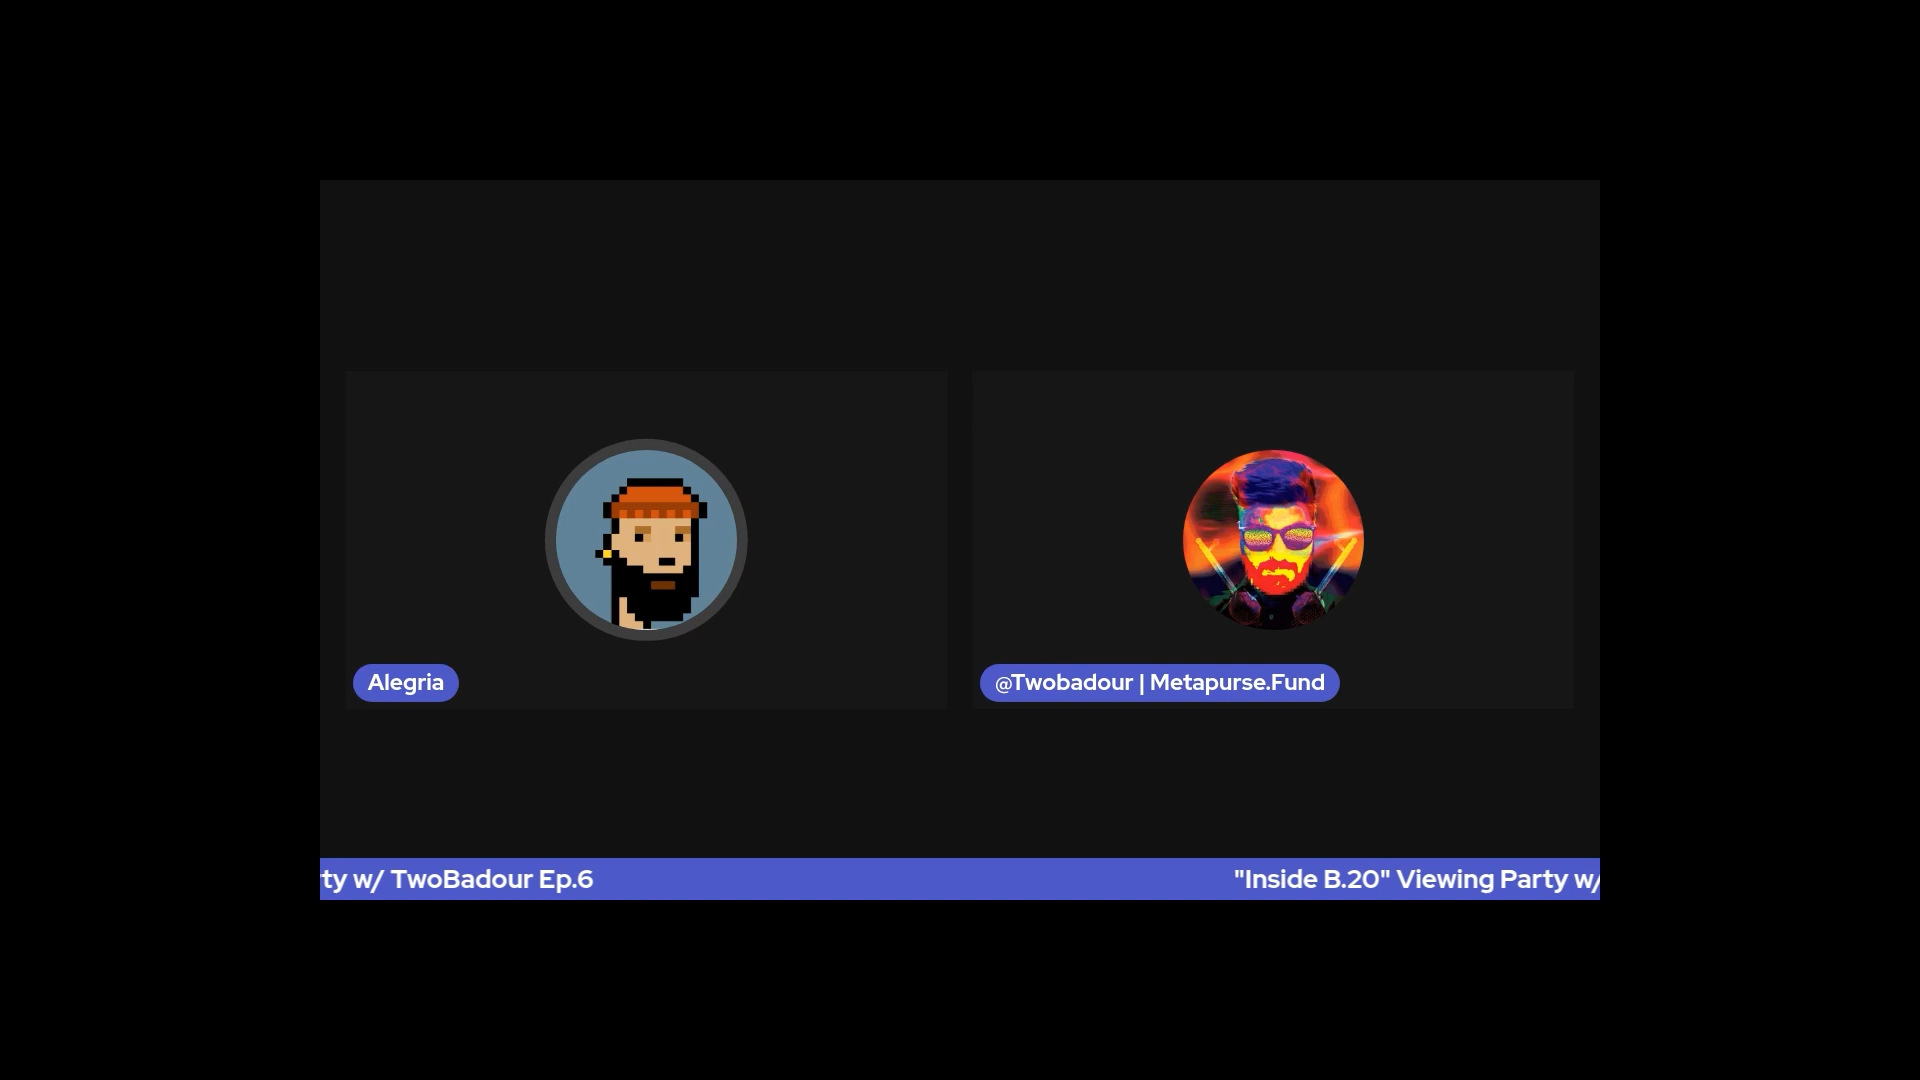 Alegria
@Twobadour | Metapurse.Fund
ty w/ TwoBadour Ep.6
"Inside B.20" Viewing Party w/